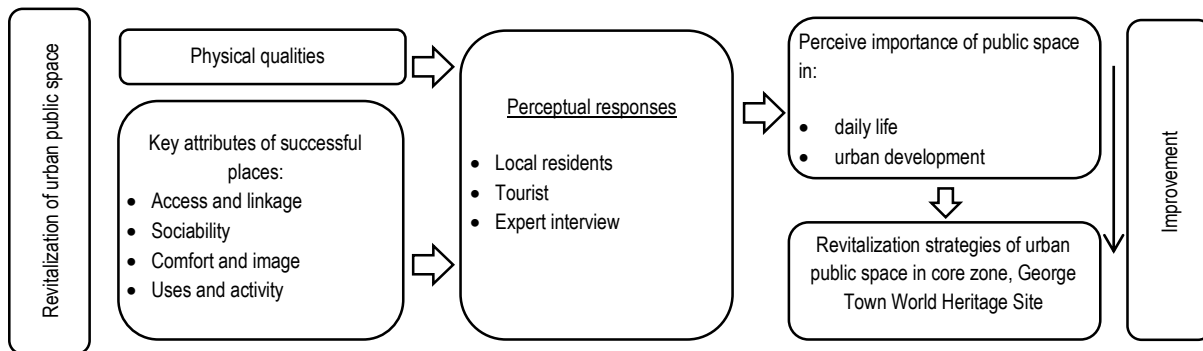 Revitalization of urban public space
Physical qualities
Key attributes of successful
places:
• Access and linkage
• Sociability
• Comfort and image
• Uses and activity
Perceptual responses
• Local residents
• Tourist
• Expert interview
Perceive importance of public space
in:
• daily life
• urban development
Revitalization strategies of urban
public space in core zone, George
Town World Heritage Site
Improvement